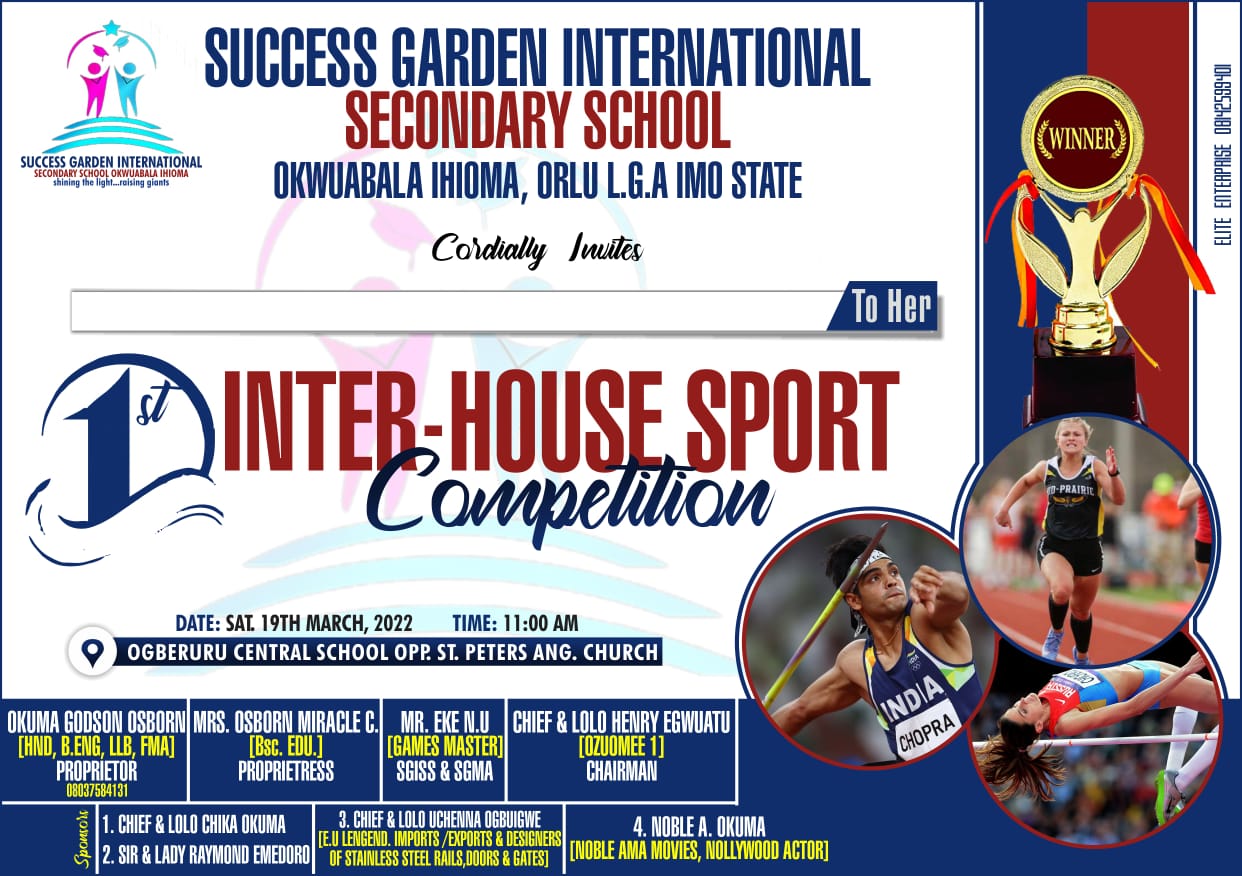 SUCCESS GARDEN INTERNATIONAL
SECONDARY SCHOOL
OKWUABALA IHIOMA, ORLU L.G.A IMO STATE
SUCCESS GARDEN INTERNATIONAL
SECONDARY SCHOOL OKWUABALA IHIOMA
shining the light...raising giants
Cordially Invites
To Her
1st
INTER-HOUSE SPORT
Competition
DATE: SAT. 19TH MARCH, 2022 TIME: 11:00 AM
OGBERURU CENTRAL SCHOOL OPP. ST. PETERS ANG. CHURCH
WINNER
ELITE ENTERPRISE 08142589401
INDIA
CHOPRA
PRAIRIE
OKUMA GODSON OSBORN
[HND, B.ENG, LLB, FMA]
PROPRIETOR
08037584131
MRS. OSBORN MIRACLE C.
[Bsc. EDU.]
PROPRIETRESS
MR. EKE N.U
[GAMES MASTER]
SGISS & SGMA
CHIEF & LOLO HENRY EGWUATU
[OZUOMEE 1]
CHAIRMAN
Sponsors
1. CHIEF & LOLO CHIKA OKUMA
2. SIR & LADY RAYMOND EMEDORO
3. CHIEF & LOLO UCHENNA OGBUIGWE
[E.U LENGEND. IMPORTS /EXPORTS & DESIGNERS
OF STAINLESS STEEL RAILS,DOORS & GATES]
4. NOBLE A. OKUMA
[NOBLE AMA MOVIES, NOLLYWOOD ACTOR]